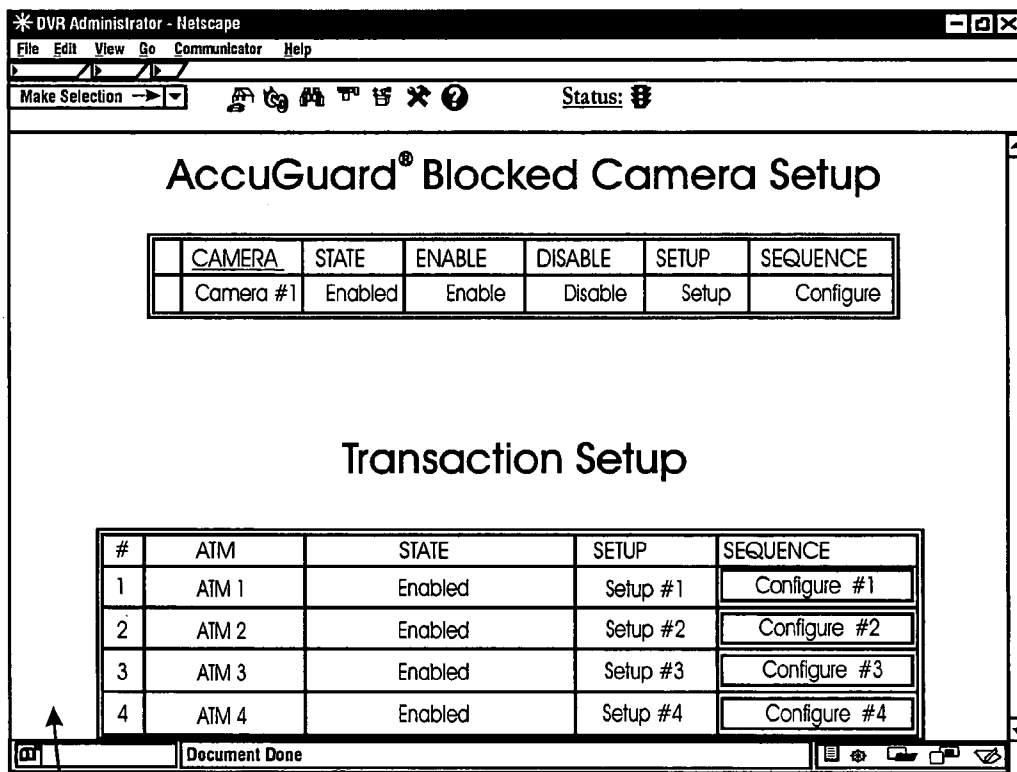 DVR Administrator - Netscape
File Edit View Go Communicator Help
Make Selection Status:
AccuGuard® Blocked Camera Setup
CAMERA STATE ENABLE DISABLE SETUP SEQUENCE
Camera #1 Enabled Enable Disable Setup Configure
Transaction Setup
# ATM STATE SETUP SEQUENCE
1 ATM 1 Enabled Setup #1 Configure #1
2 ATM 2 Enabled Setup #2 Configure #2
3 ATM 3 Enabled Setup #3 Configure #3
4 ATM 4 Enabled Setup #4 Configure #4
Document Done